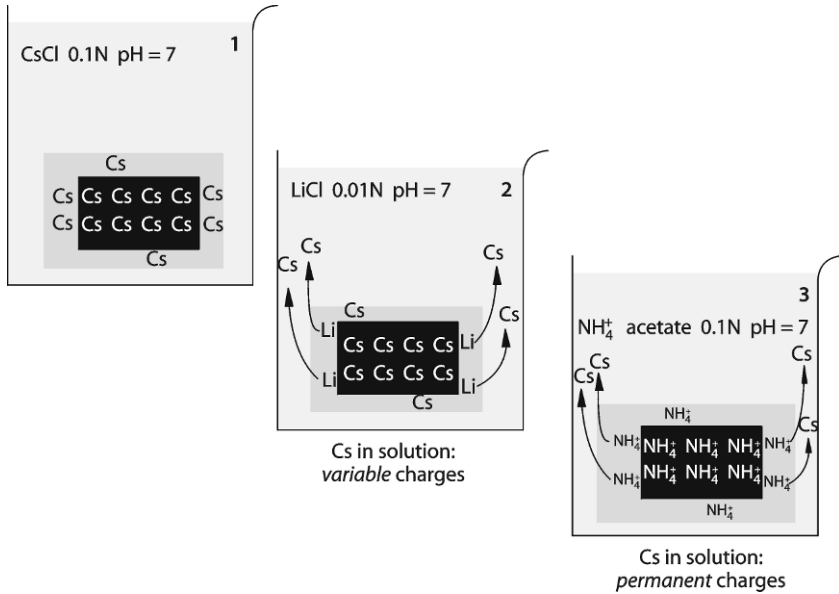 1
CsCl 0.1N pH = 7
Cs
Cs Cs Cs Cs Cs Cs
Cs Cs Cs Cs Cs Cs
Cs
2
LiCl 0.01N pH = 7
Cs
Cs
Cs
Cs
Cs
Li Cs Cs Cs Cs Li
Li Cs Cs Cs Cs Li
Cs
Cs in solution:
variable charges
3
NH₄⁺ acetate 0.1N pH = 7
Cs
Cs
Cs
Cs
NH₄⁺
NH₄⁺ NH₄⁺ NH₄⁺ NH₄⁺ NH₄⁺
NH₄⁺ NH₄⁺ NH₄⁺ NH₄⁺ NH₄⁺
NH₄⁺
Cs in solution:
permanent charges